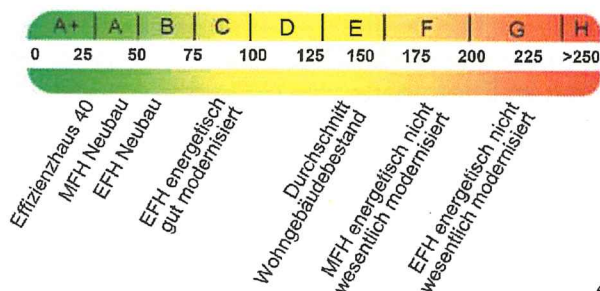 A+ A B C D E F G H
0 25 50 75 100 125 150 175 200 225 >250
Effizienzhaus 40
MFH Neubau
EFH Neubau
EFH energetisch
gut modernisiert
Durchschnitt
Wohngebäudebestand
MFH energetisch nicht
wesentlich modernisiert
EFH energetisch nicht
wesentlich modernisiert